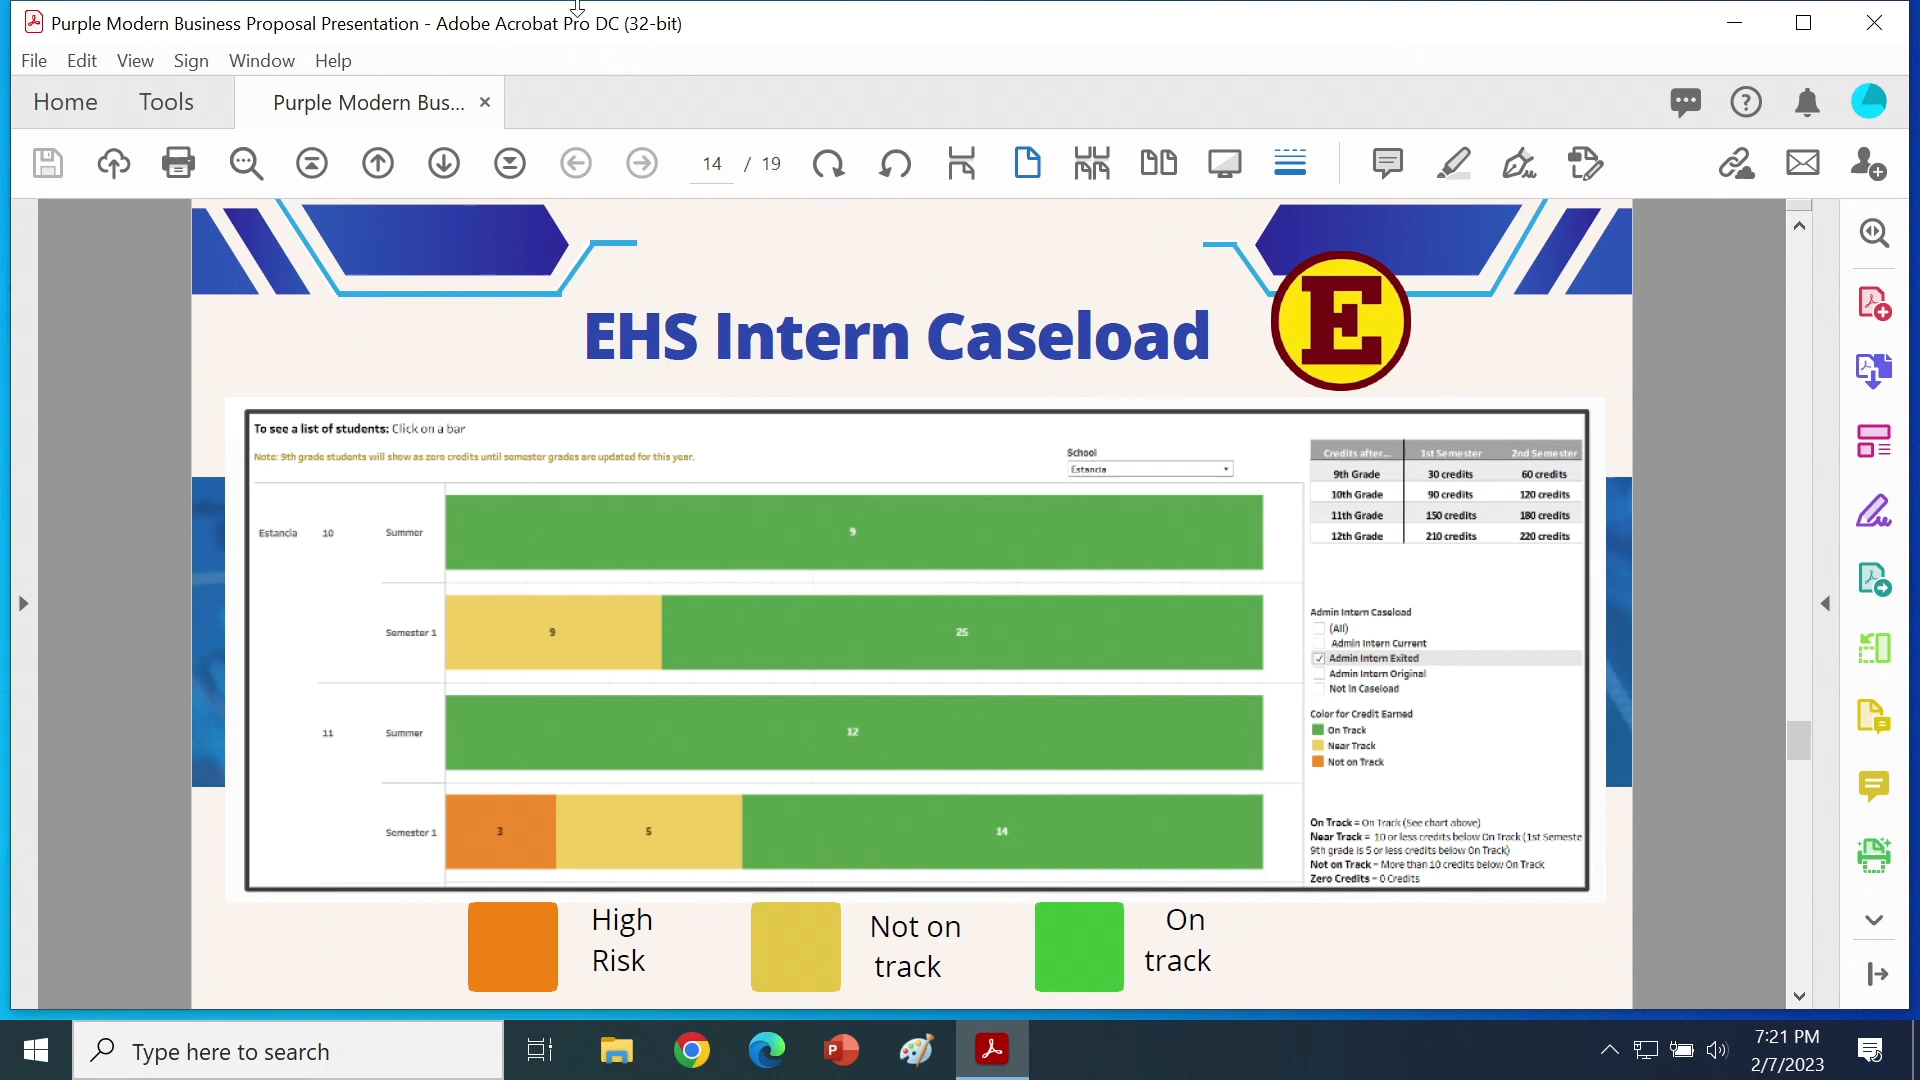 Purple Modern Business Proposal Presentation - Adobe Acrobat Pro DC (32-bit)
File Edit View Sign Window Help
Home Tools Purple Modern Bus... ×
14 / 19
EHS Intern Caseload
E
To see a list of students: Click on a bar
Note: 9th grade students will show as zero credits until semester grades are updated for this year.
School
Estancia
Credits after... 1st Semester 2nd Semester
9th Grade 30 credits 60 credits
10th Grade 90 credits 120 credits
11th Grade 150 credits 180 credits
12th Grade 210 credits 220 credits
Estancia 10 Summer 9
Semester 1 9 25
11 Summer 12
Semester 1 3 5 14
Admin Intern Caseload
(All)
Admin Intern Current
Admin Intern Exited
Admin Intern Original
Not in Caseload
Color for Credit Earned
On Track
Near Track
Not on Track
On Track = On Track (See chart above)
Near Track = 10 or less credits below On Track (1st Semeste
9th grade is 5 or less credits below On Track)
Not on Track = More than 10 credits below On Track
Zero Credits = 0 Credits
High
Risk
Not on
track
On
track
Type here to search
7:21 PM
2/7/2023